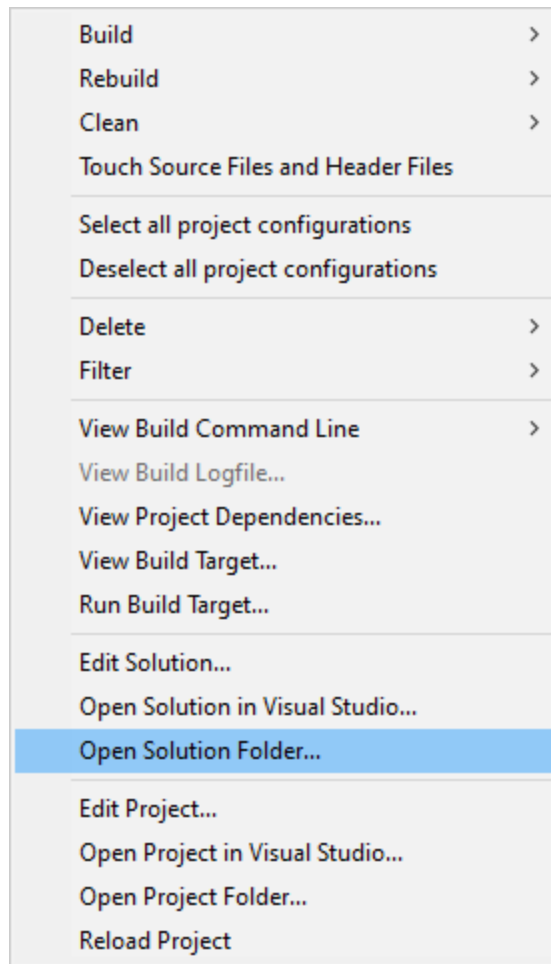 Build
Rebuild
Clean
Touch Source Files and Header Files
Select all project configurations
Deselect all project configurations
Delete
Filter
View Build Command Line
View Build Logfile...
View Project Dependencies...
View Build Target...
Run Build Target...
Edit Solution...
Open Solution in Visual Studio...
Open Solution Folder...
Edit Project...
Open Project in Visual Studio...
Open Project Folder...
Reload Project